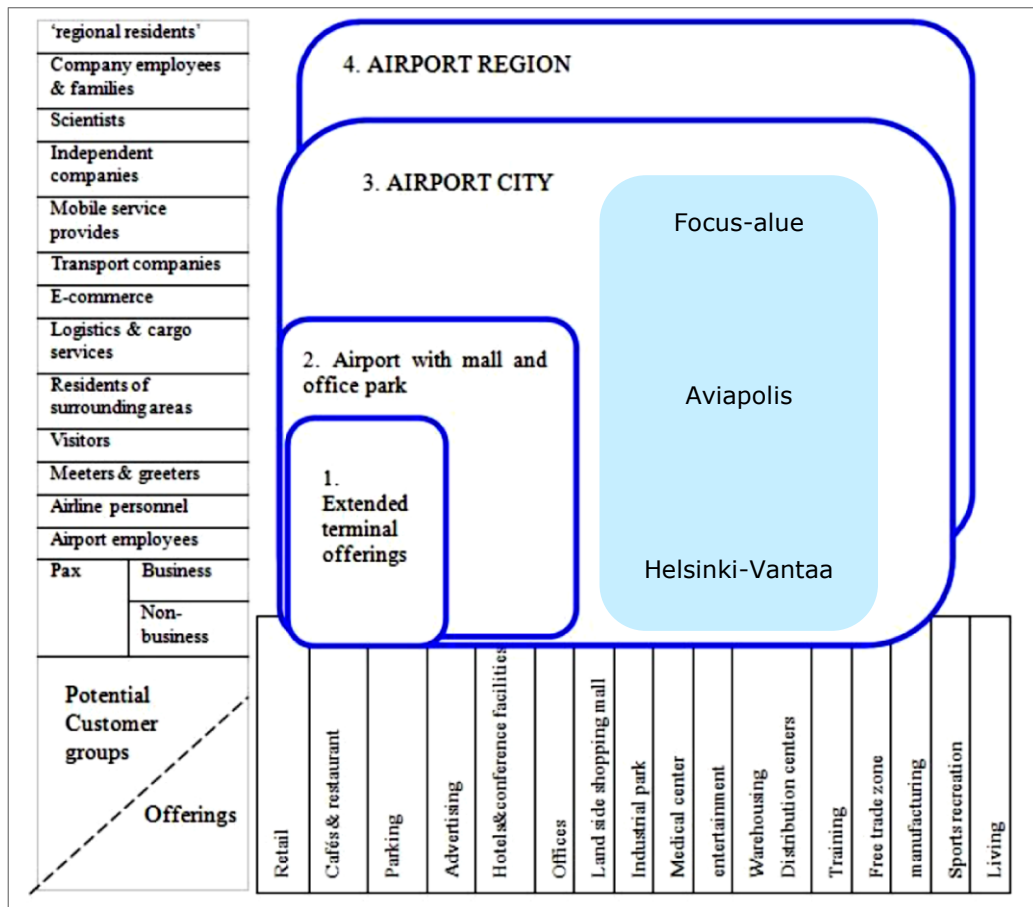 ‘regional residents’
Company employees
& families
Scientists
Independent
companies
Mobile service
provides
Transport companies
E-commerce
Logistics & cargo
services
Residents of
surrounding areas
Visitors
Meeters & greeters
Airline personnel
Airport employees
Pax
Business
Non-
business
Potential
Customer
groups
Offerings
4. AIRPORT REGION
3. AIRPORT CITY
2. Airport with mall and
office park
1.
Extended
terminal
offerings
Focus-alue
Aviapolis
Helsinki-Vantaa
Retail
Cafés & restaurant
Parking
Advertising
Hotels&conference facilities
Offices
Land side shopping mall
Industrial park
Medical center
entertainment
Warehousing
Distribution centers
Training
Free trade zone
manufacturing
Sports recreation
Living